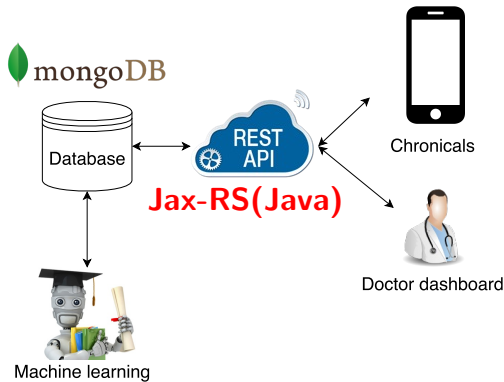 mongoDB
Database
REST
API
Jax-RS(Java)
Chronicals
Doctor dashboard
Machine learning